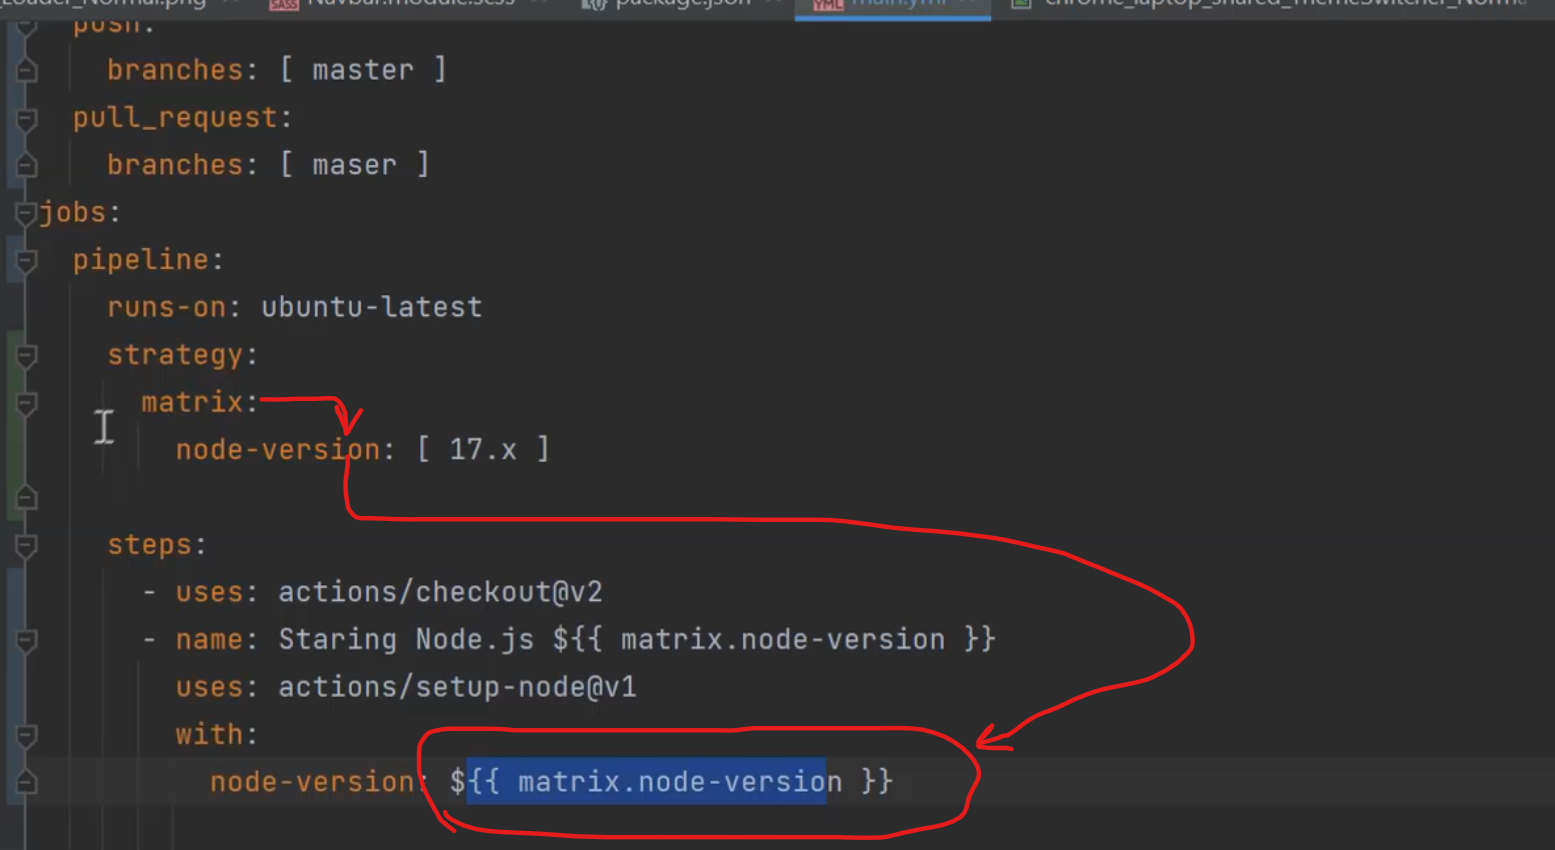 _Loader_Normal.png
Navbar.module.scss
package.json
main.yml
chrome_laptop_shared_ThemeSwitcher_Norma
push:
branches: [ master ]
pull_request:
branches: [ maser ]
jobs:
pipeline:
runs-on: ubuntu-latest
strategy:
matrix:
node-version: [ 17.x ]
steps:
- uses: actions/checkout@v2
- name: Staring Node.js ${{ matrix.node-version }}
uses: actions/setup-node@v1
with:
node-version: ${{ matrix.node-version }}